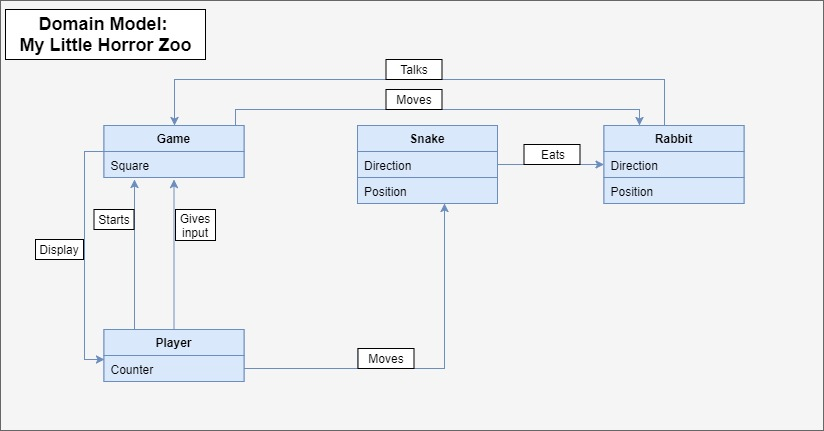 Domain Model:
My Little Horror Zoo
Talks
Moves
Game
Square
Snake
Direction
Position
Eats
Rabbit
Direction
Position
Starts
Gives
input
Display
Player
Counter
Moves